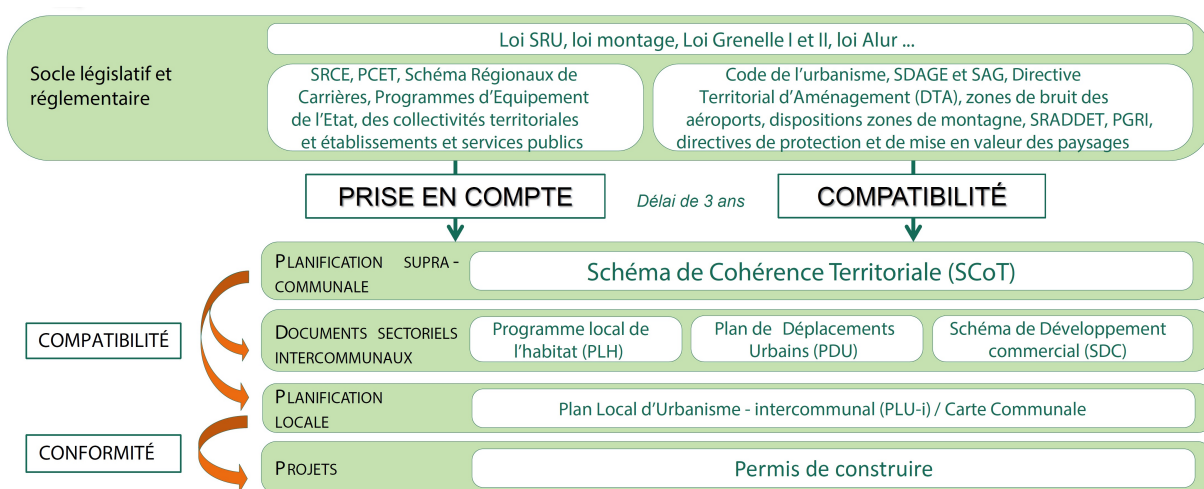 Loi SRU, loi montage, Loi Grenelle I et II, loi Alur ...
Socle législatif et
réglementaire
SRCE, PCET, Schéma Régionaux de
Carrières, Programmes d'Equipement
de l'Etat, des collectivités territoriales
et établissements et services publics
Code de l'urbanisme, SDAGE et SAG, Directive
Territorial d'Aménagement (DTA), zones de bruit des
aéroports, dispositions zones de montagne, SRADDET, PGRI,
directives de protection et de mise en valeur des paysages
PRISE EN COMPTE
Délai de 3 ans
COMPATIBILITÉ
PLANIFICATION SUPRA-
COMMUNALE
Schéma de Cohérence Territoriale (SCoT)
COMPATIBILITÉ
DOCUMENTS SECTORIELS
INTERCOMMUNAUX
Programme local de
l'habitat (PLH)
Plan de Déplacements
Urbains (PDU)
Schéma de Développement
commercial (SDC)
PLANIFICATION
LOCALE
Plan Local d'Urbanisme - intercommunal (PLU-i) / Carte Communale
CONFORMITÉ
PROJETS
Permis de construire